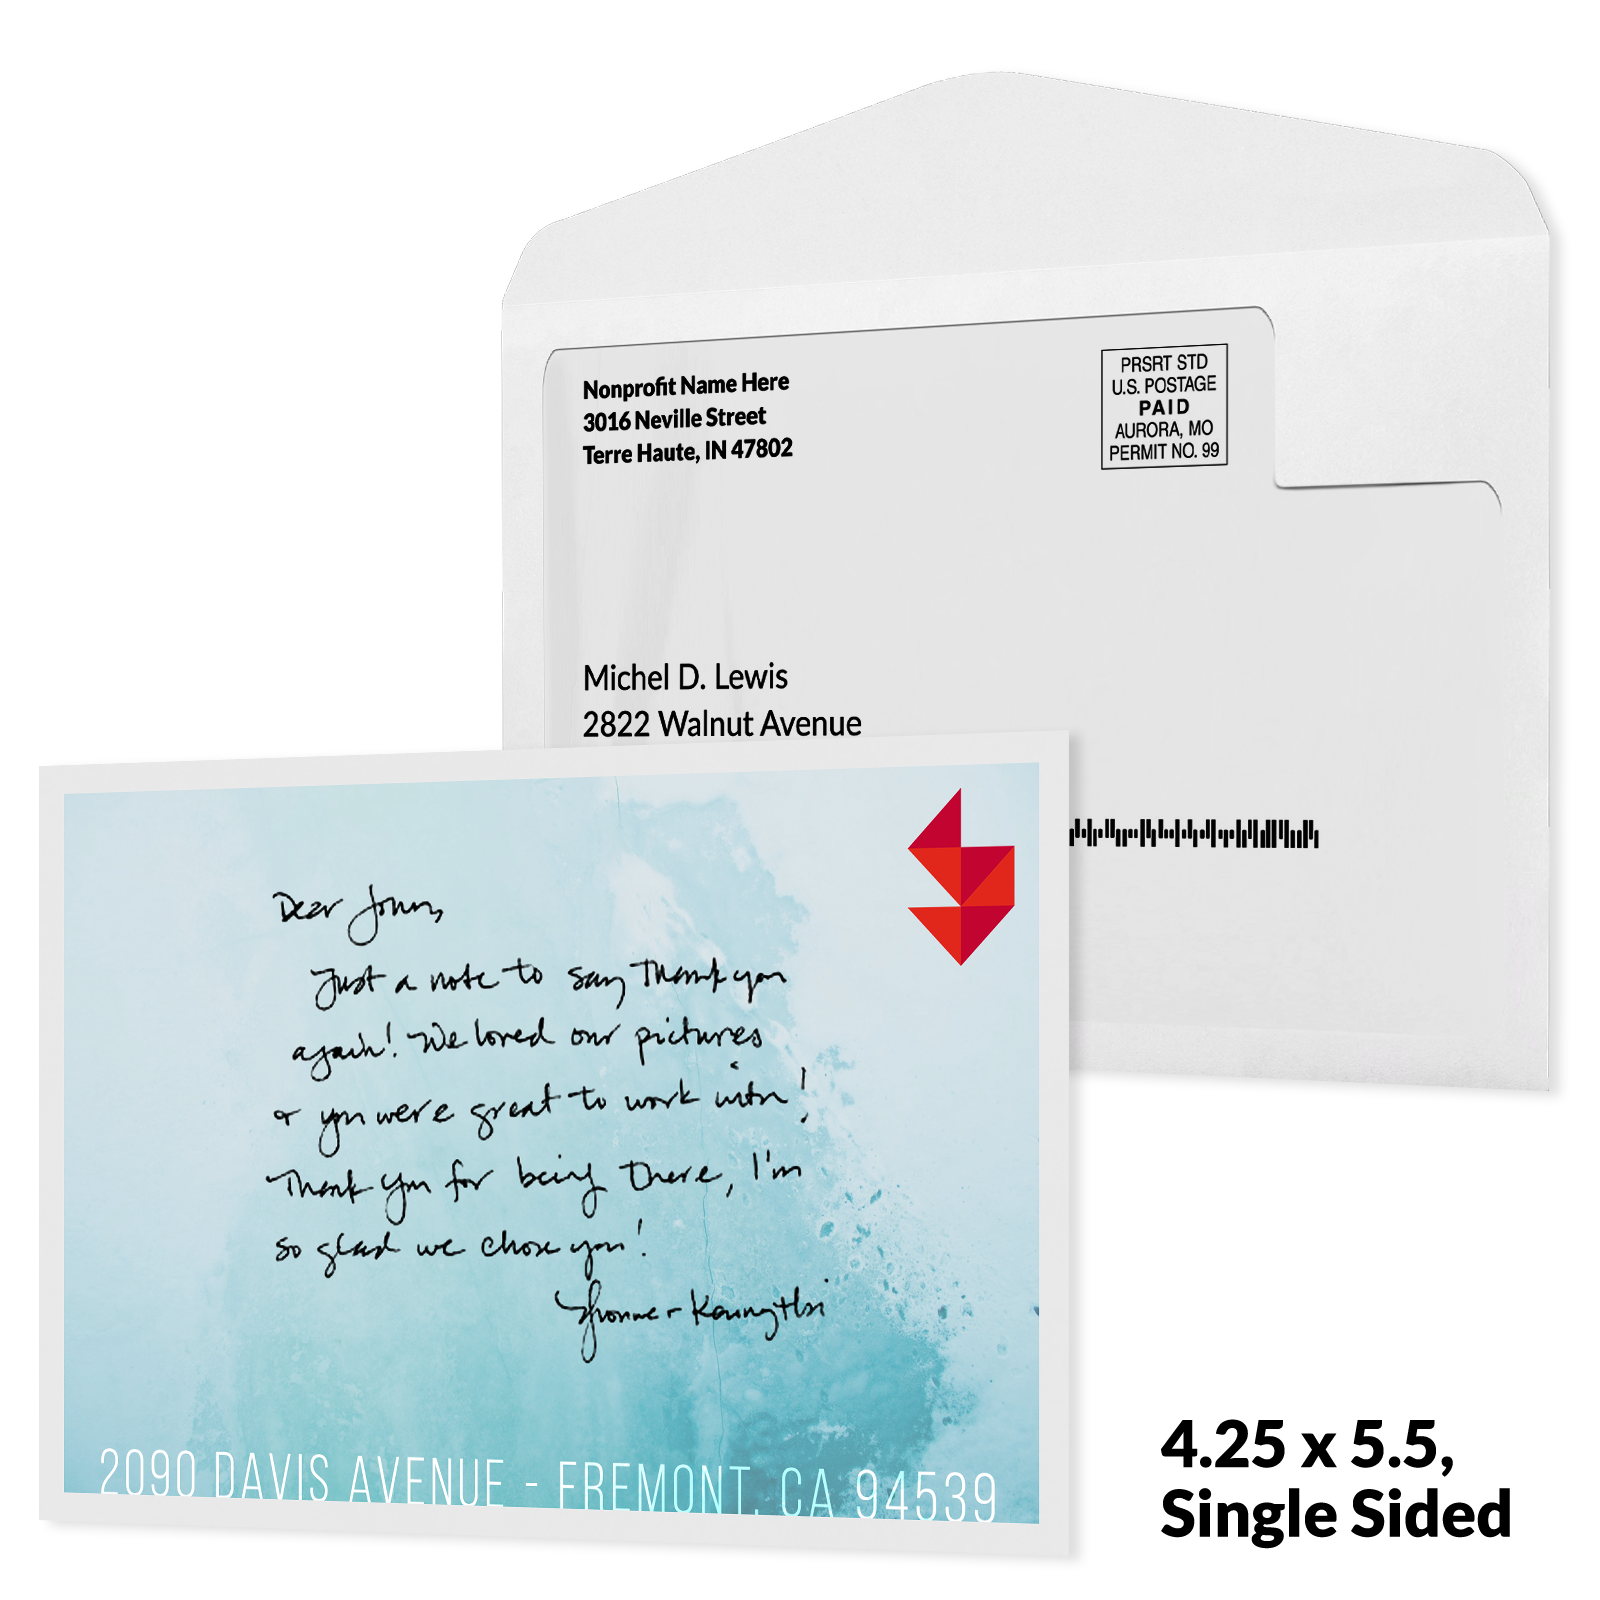 Nonprofit Name Here
3016 Neville Street
Terre Haute, IN 47802
PRSRT STD
U.S. POSTAGE
PAID
AURORA, MO
PERMIT NO. 99
Michel D. Lewis
2822 Walnut Avenue
Dear
Just a note to say Thank you
again! We loved our pictures
& you were great to work with!
Thank you for being there, I'm
so glad we chose you!
Yvonne +
2090 DAVIS AVENUE - FREMONT, CA 94539
4.25 x 5.5,
Single Sided